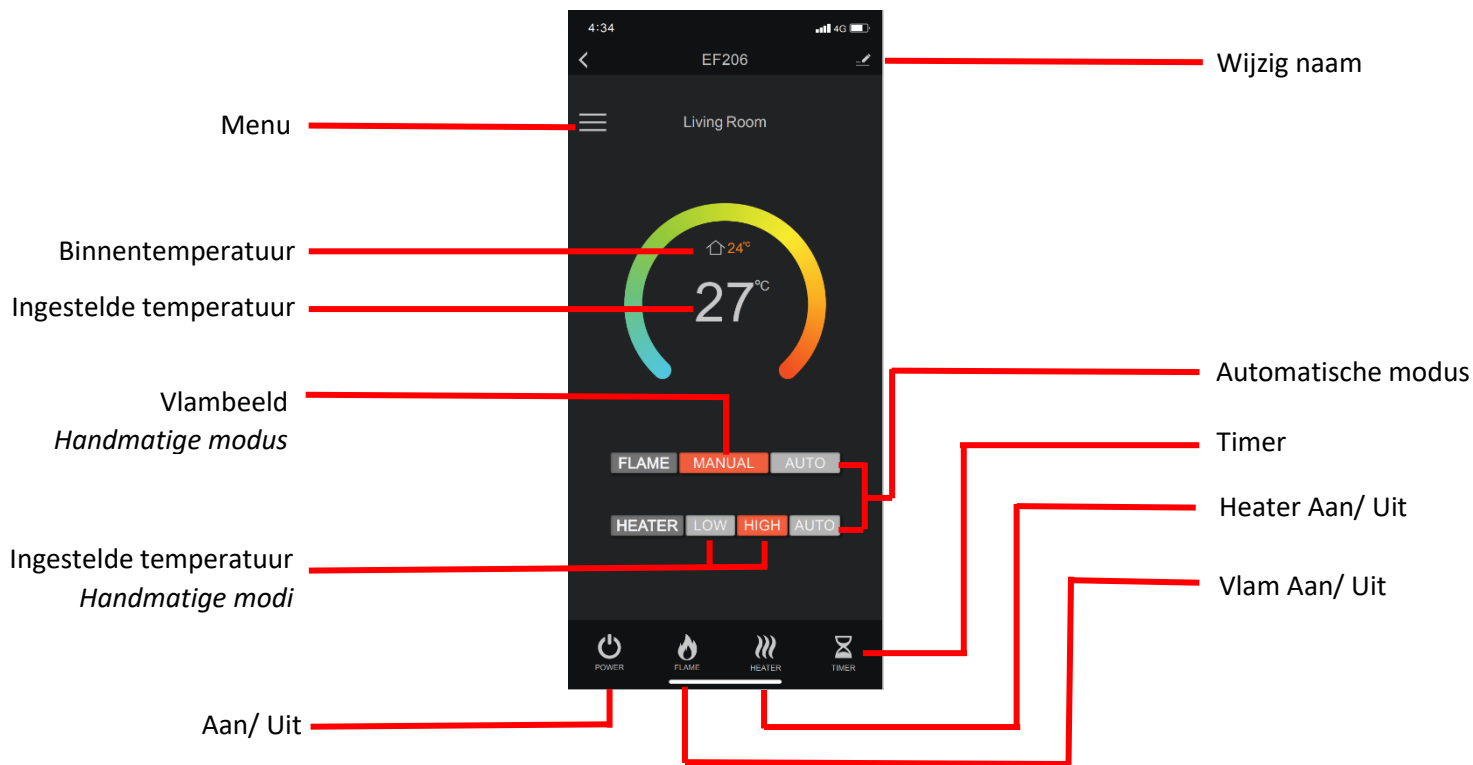 4:34
4G
EF206
Wijzig naam
Menu
Living Room
Binnentemperatuur
24°C
Ingestelde temperatuur
27°C
Automatische modus
Vlambeeld
Handmatige modus
Timer
FLAME MANUAL AUTO
Heater Aan/ Uit
HEATER LOW HIGH AUTO
Ingestelde temperatuur
Handmatige modi
Vlam Aan/ Uit
POWER FLAME HEATER TIMER
Aan/ Uit